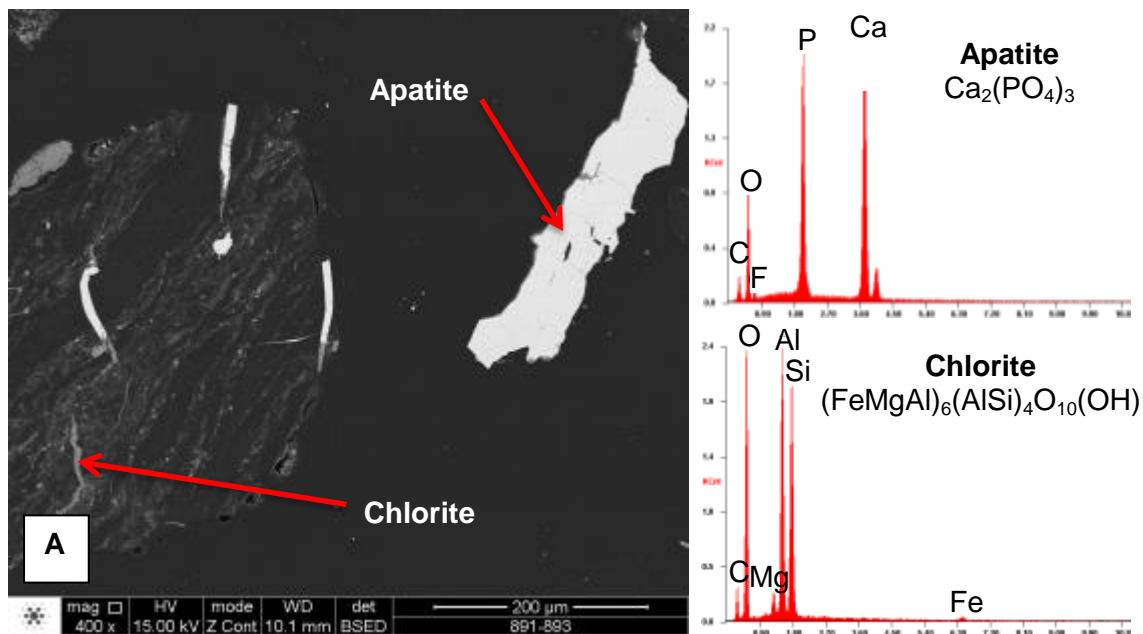 Apatite
Chlorite
A
mag □ HV mode WD det
400 x 15.00 kV Z Cont 10.1 mm BSED
200 µm
891-893
P
Ca
O
C
F
Apatite
Ca₂(PO₄)₃
O
Al
Si
C
Mg
Fe
Chlorite
(FeMgAl)₆(AlSi)₄O₁₀(OH)